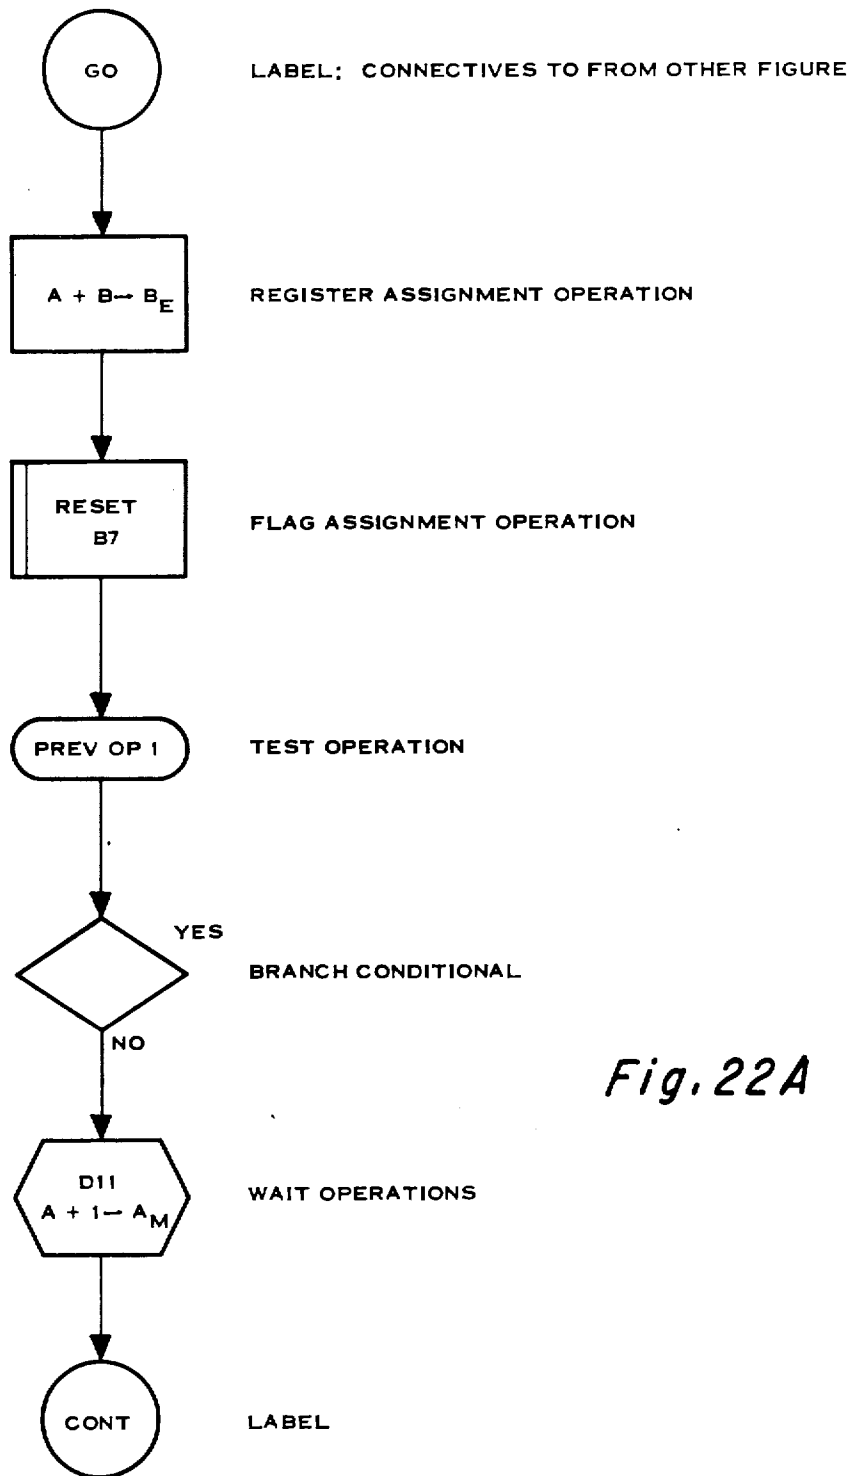 GO LABEL: CONNECTIVES TO FROM OTHER FIGURE
A + B → B_E REGISTER ASSIGNMENT OPERATION
RESET
B7
FLAG ASSIGNMENT OPERATION
PREV OP 1 TEST OPERATION
YES
BRANCH CONDITIONAL
NO
Fig. 22A
D11
A + 1 → A_M
WAIT OPERATIONS
CONT LABEL